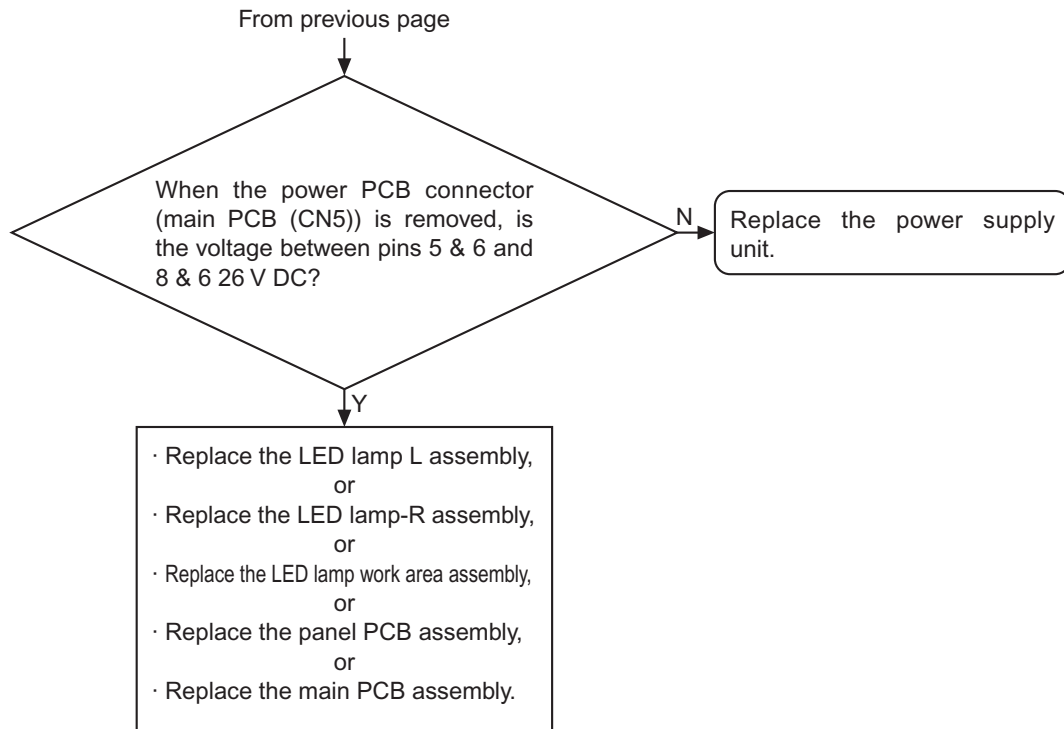 From previous page
When the power PCB connector
(main PCB (CN5)) is removed, is
the voltage between pins 5 & 6 and
8 & 6 26 V DC?
N
Replace the power supply
unit.
Y
· Replace the LED lamp L assembly,
or
· Replace the LED lamp-R assembly,
or
· Replace the LED lamp work area assembly,
or
· Replace the panel PCB assembly,
or
· Replace the main PCB assembly.